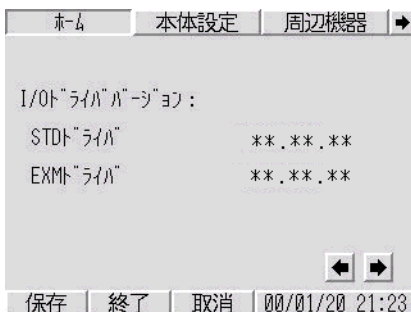 ﾎｰﾑ 本体設定 周辺機器
I/Oﾄﾞﾗｲﾊﾞﾊﾞｰｼﾞｮﾝ:
STDﾄﾞﾗｲﾊﾞ **.**.**
EXMﾄﾞﾗｲﾊﾞ **.**.**
保存 終了 取消 00/01/20 21:23